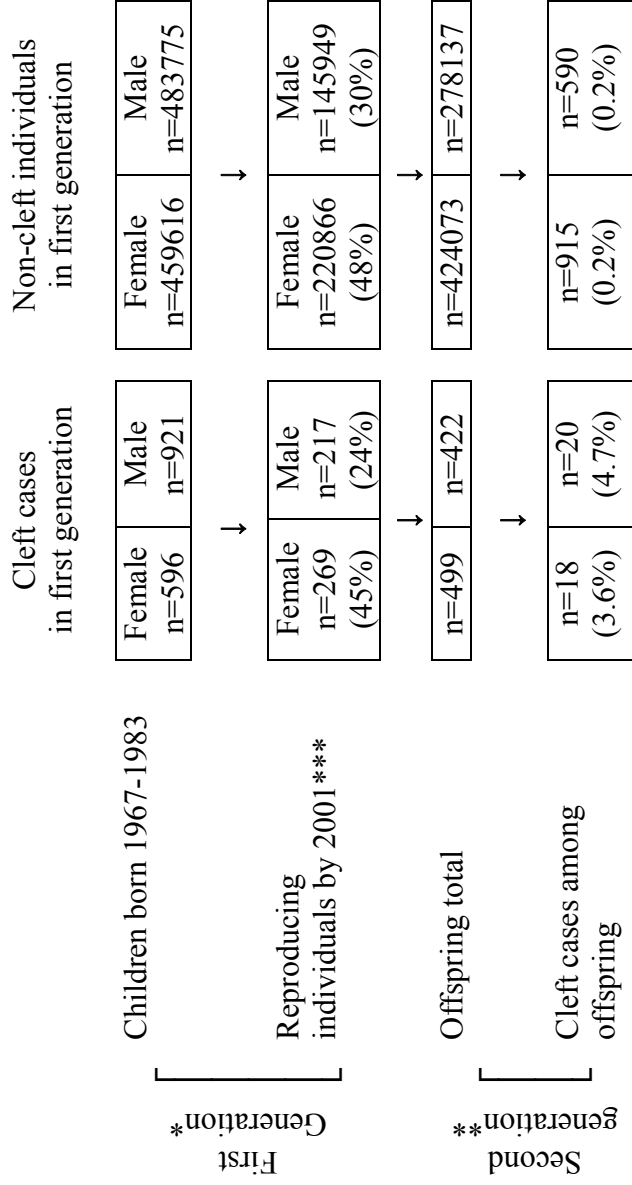 Cleft cases
in first generation
Non-cleft individuals
in first generation
First
Generation*
Children born 1967-1983
Female
n=596
Male
n=921
Female
n=459616
Male
n=483775
→
→
Reproducing
individuals by 2001***
Female
n=269
(45%)
Male
n=217
(24%)
Female
n=220866
(48%)
Male
n=145949
(30%)
→
→
Second
generation**
Offspring total
n=499
n=422
n=424073
n=278137
→
→
Cleft cases among
offspring
n=18
(3.6%)
n=20
(4.7%)
n=915
(0.2%)
n=590
(0.2%)